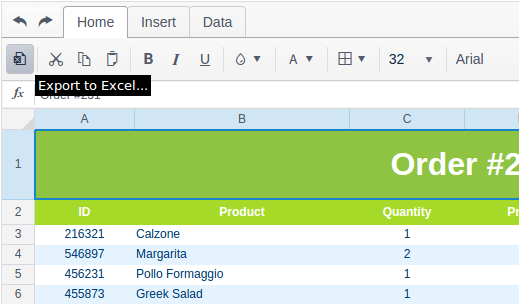 Home Insert Data
B I U A 32 Arial
Export to Excel...
fx Order #231
A B C
1 Order #2
2 ID Product Quantity Pr
3 216321 Calzone 1
4 546897 Margarita 2
5 456231 Pollo Formaggio 1
6 455873 Greek Salad 1